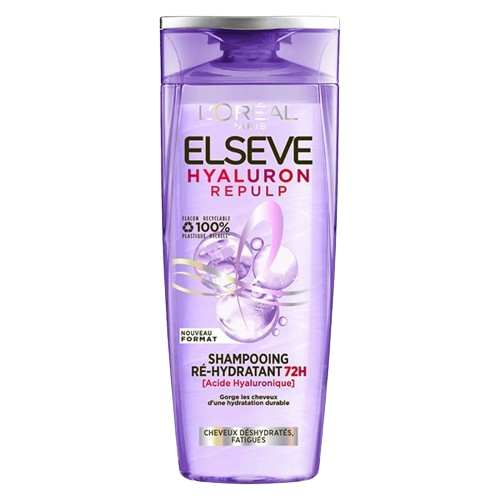 L'ORÉAL
PARIS
ELSEVE
HYALURON
REPULP
FLACON RECYCLABLE
100%
PLASTIQUE RECYCLÉ
NOUVEAU
FORMAT
SHAMPOOING
RÉ-HYDRATANT 72H
[Acide Hyaluronique]
Gorge les cheveux
d'une hydratation durable
CHEVEUX DÉSHYDRATÉS,
FATIGUÉS